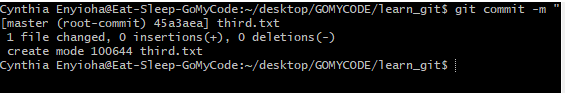 Cynthia Enyioha@Eat-Sleep-GoMyCode:~/desktop/GOMYCODE/learn_git$ git commit -m "
[master (root-commit) 45a3aea] third.txt
1 file changed, 0 insertions(+), 0 deletions(-)
create mode 100644 third.txt
Cynthia Enyioha@Eat-Sleep-GoMyCode:~/desktop/GOMYCODE/learn_git$